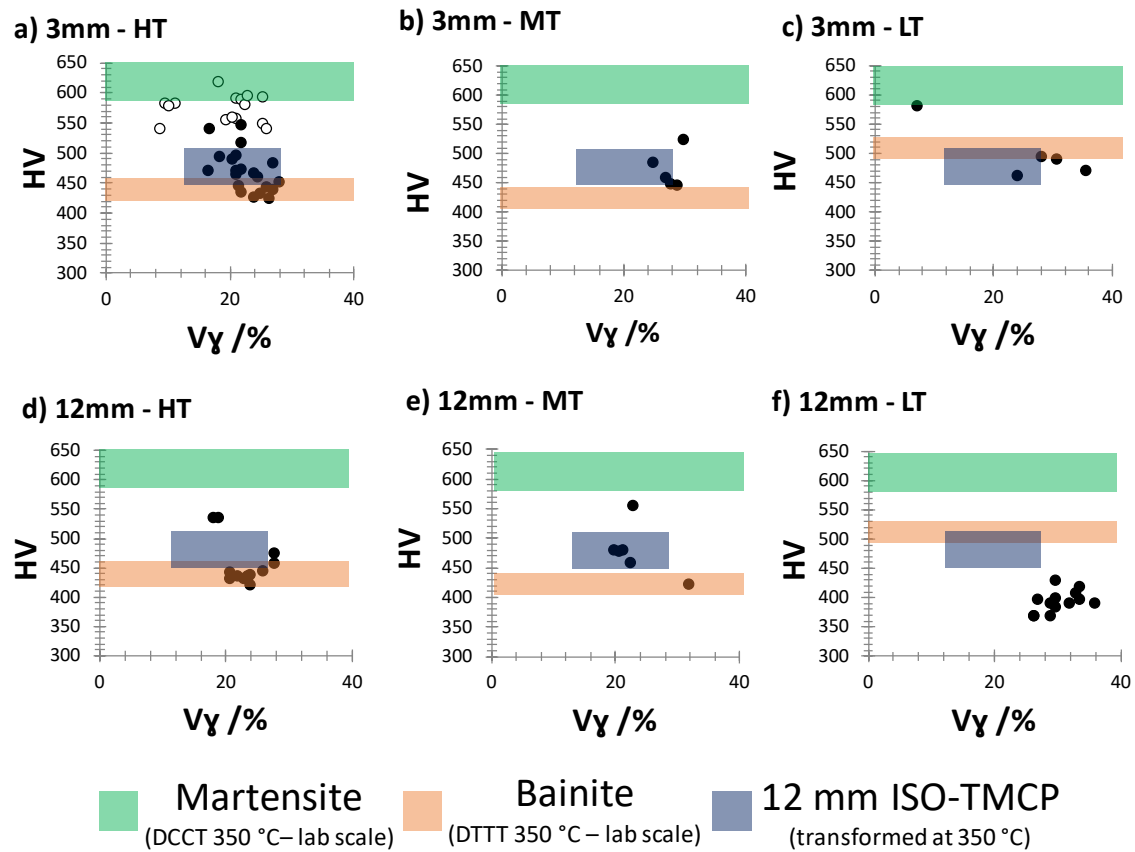 a) 3mm - HT
650
600
550
500
450
400
350
300
HV
0
20
40
Vɣ /%
b) 3mm - MT
650
600
550
500
450
400
350
300
HV
0
20
40
Vɣ /%
c) 3mm - LT
650
600
550
500
450
400
350
300
HV
0
20
40
Vɣ /%
d) 12mm - HT
650
600
550
500
450
400
350
300
HV
0
20
40
Vɣ /%
e) 12mm - MT
650
600
550
500
450
400
350
300
HV
0
20
40
Vɣ /%
f) 12mm - LT
650
600
550
500
450
400
350
300
HV
0
20
40
Vɣ /%
Martensite
(DCCT 350 °C– lab scale)
Bainite
(DTTT 350 °C – lab scale)
12 mm ISO-TMCP
(transformed at 350 °C)